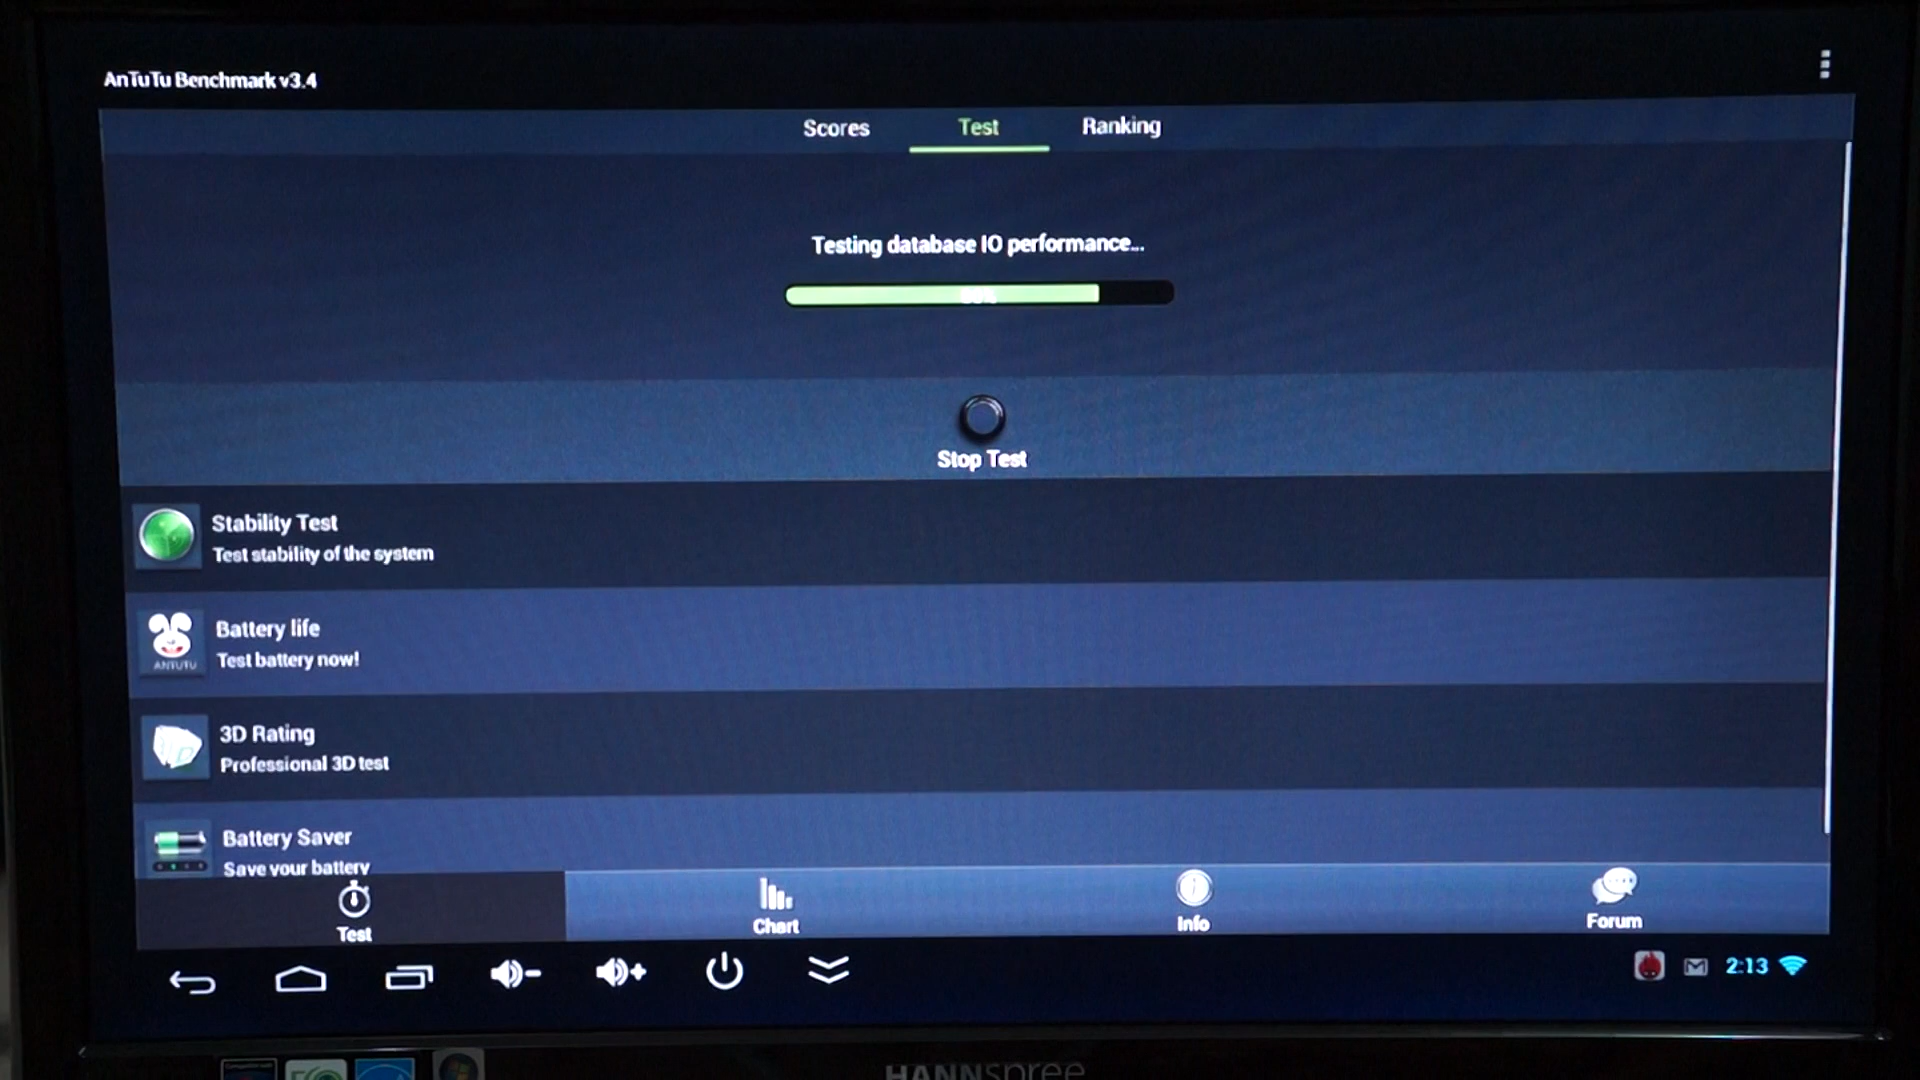 AnTuTu Benchmark v3.4
Scores
Test
Ranking
Testing database IO performance...
Stop Test
Stability Test
Test stability of the system
Battery life
Test battery now!
ANTUTU
3D Rating
Professional 3D test
Battery Saver
Save your battery
Test
Chart
Info
Forum
2:13
HANNspree